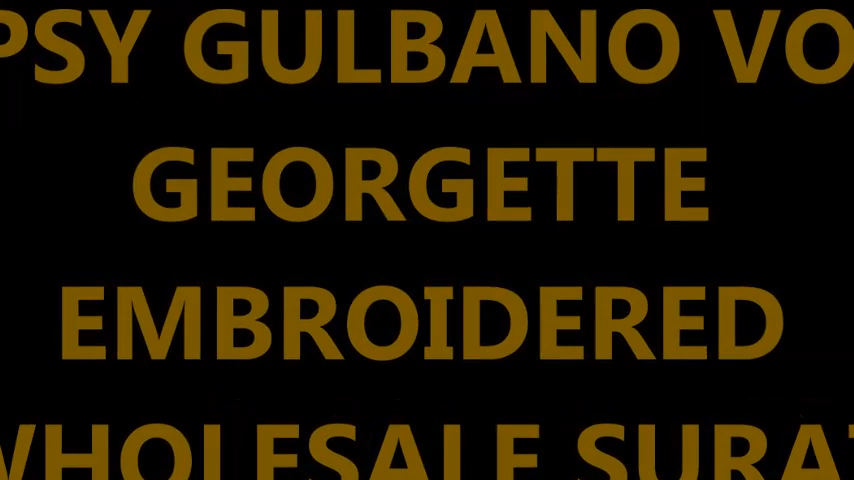 PSY GULBANO VO
GEORGETTE
EMBROIDERED
WHOLESALE SURAT